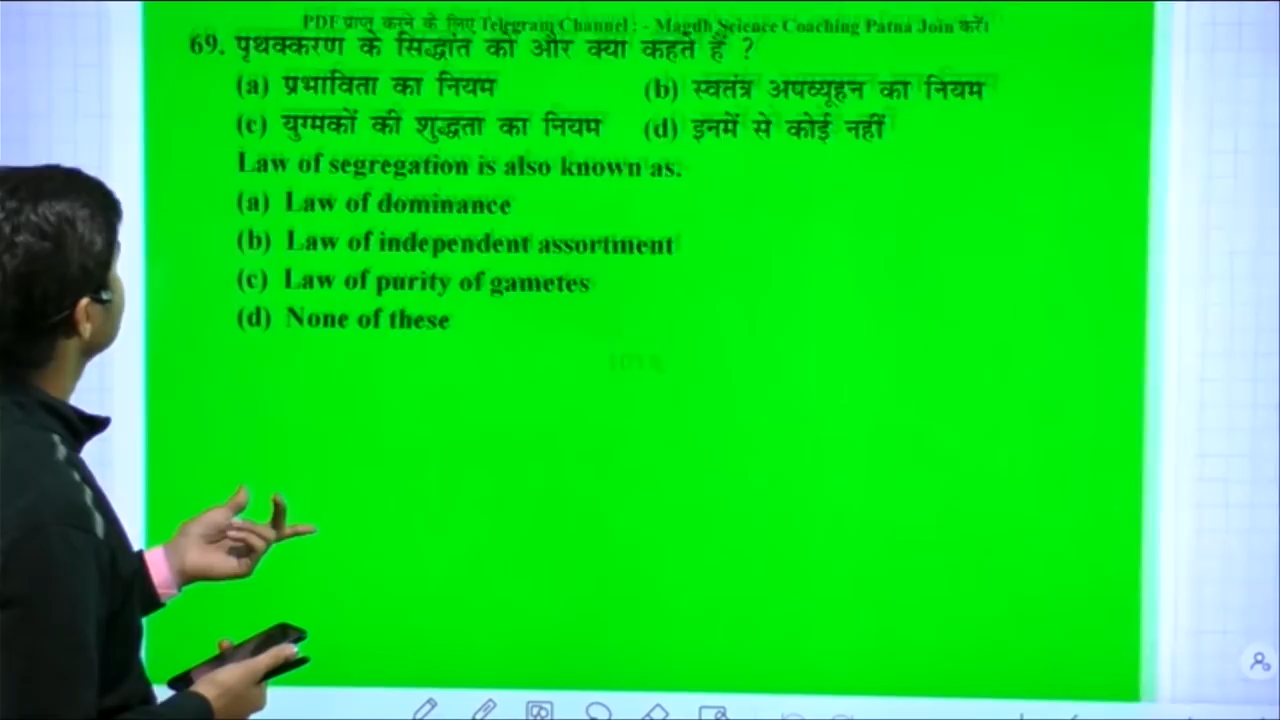 PDF प्राप्त करने के लिए Telegram Channel : - Magdh Science Coaching Patna Join करें।
69. पृथक्करण के सिद्धांत को और क्या कहते हैं ?
(a) प्रभाविता का नियम (b) स्वतंत्र अपव्यूहन का नियम
(c) युग्मकों की शुद्धता का नियम (d) इनमें से कोई नहीं
Law of segregation is also known as.
(a) Law of dominance
(b) Law of independent assortment
(c) Law of purity of gametes
(d) None of these